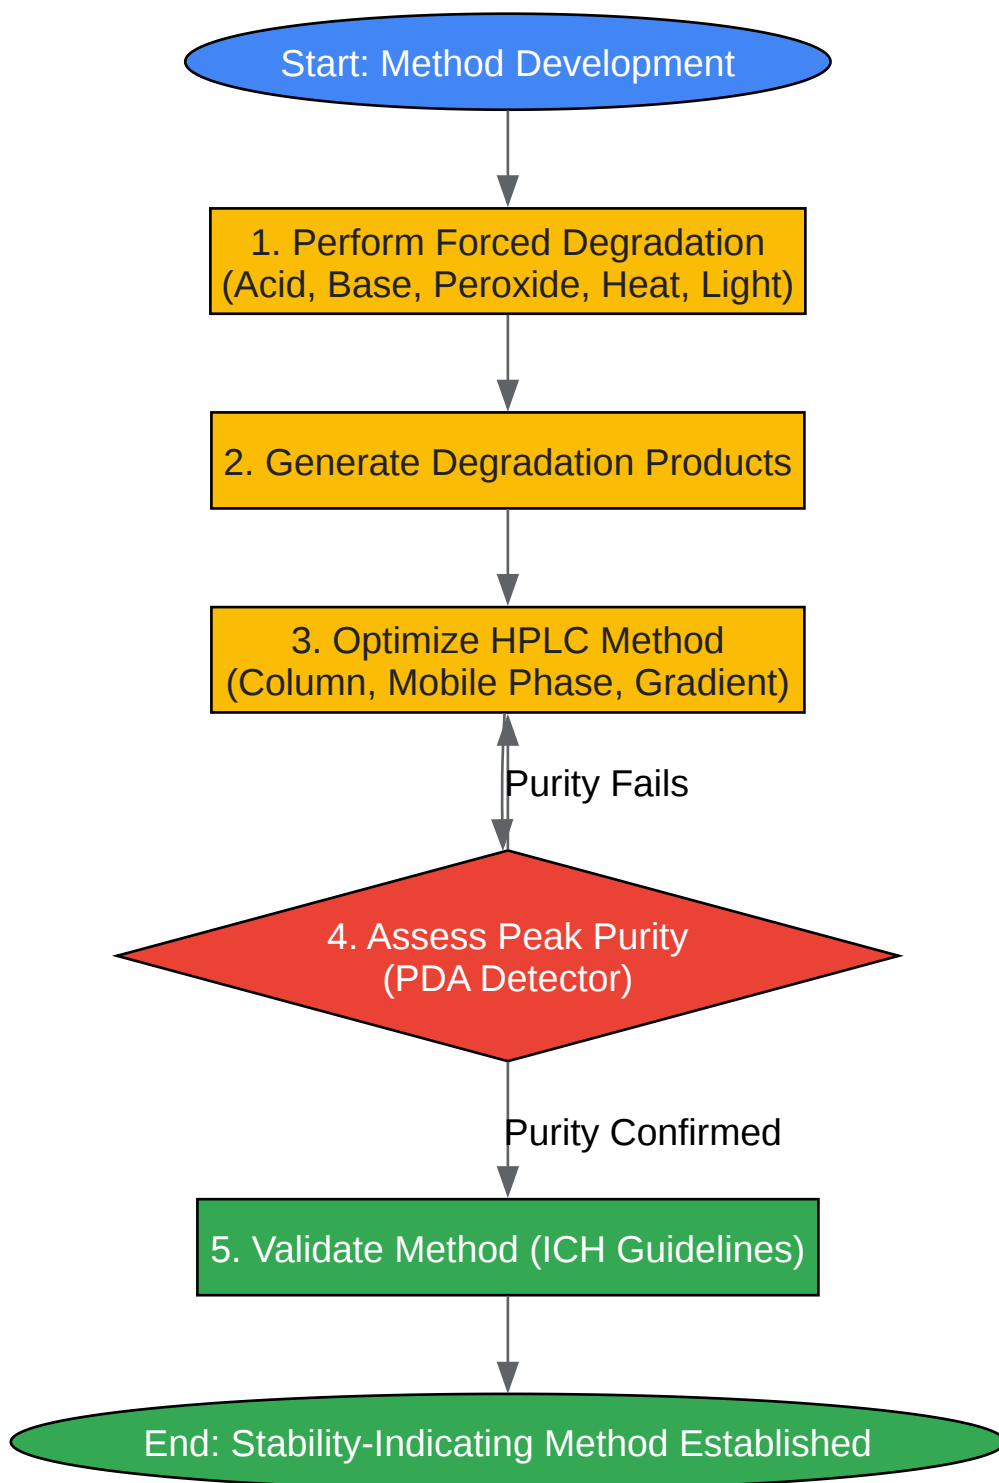 Start: Method Development
1. Perform Forced Degradation
(Acid, Base, Peroxide, Heat, Light)
2. Generate Degradation Products
3. Optimize HPLC Method
(Column, Mobile Phase, Gradient)
Purity Fails
4. Assess Peak Purity
(PDA Detector)
Purity Confirmed
5. Validate Method (ICH Guidelines)
End: Stability-Indicating Method Established